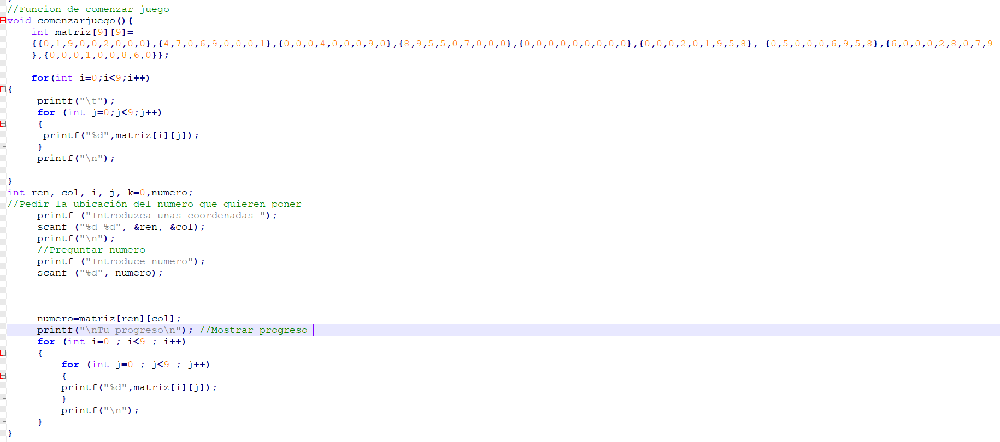 }
//Funcion de comenzar juego
void comenzarjuego(){
    int matriz[9][9]=
    {{0,1,9,0,0,2,0,0,0},{4,7,0,6,9,0,0,0,1},{0,0,0,4,0,0,0,9,0},{8,9,5,5,0,7,0,0,0},{0,0,0,0,0,0,0,0,0},{0,0,0,2,0,1,9,5,8}, {0,5,0,0,0,6,9,5,8},{6,0,0,0,2,8,0,7,9
    },{0,0,0,1,0,0,8,6,0}};
    for(int i=0;i<9;i++)
{
     printf("\t");
     for (int j=0;j<9;j++)
     {
      printf("%d",matriz[i][j]);
     }
     printf("\n");
}
int ren, col, i, j, k=0,numero;
//Pedir la ubicación del numero que quieren poner
     printf ("Introduzca unas coordenadas ");
     scanf ("%d %d", &ren, &col);
     printf("\n");
     //Preguntar numero
     printf ("Introduce numero");
     scanf ("%d", numero);
     numero=matriz[ren][col];
     printf("\nTu progreso\n"); //Mostrar progreso
     for (int i=0 ; i<9 ; i++)
     {
         for (int j=0 ; j<9 ; j++)
         {
         printf("%d",matriz[i][j]);
         }
         printf("\n");
     }
}